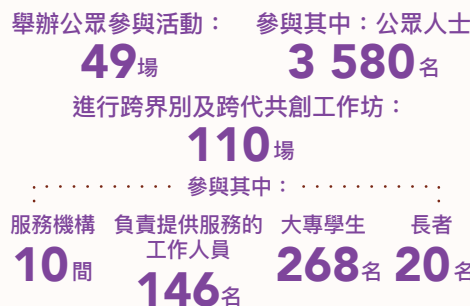 舉辦公眾參與活動： 參與其中：公眾人士
49場 3 580名
進行跨界別及跨代共創工作坊：
110場
參與其中：
服務機構 負責提供服務的工作人員 大專學生 長者
10間 146名 268名 20名